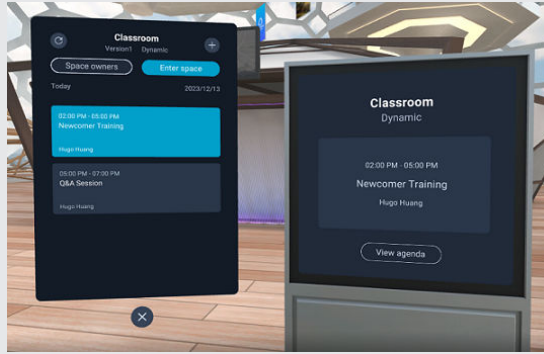 Classroom
Version1 Dynamic
Space owners
Enter space
Today
2023/12/13
02:00 PM - 05:00 PM
Newcomer Training
Hugo Huang
05:00 PM - 07:00 PM
Q&A Session
Hugo Huang
Classroom
Dynamic
02:00 PM - 05:00 PM
Newcomer Training
Hugo Huang
View agenda